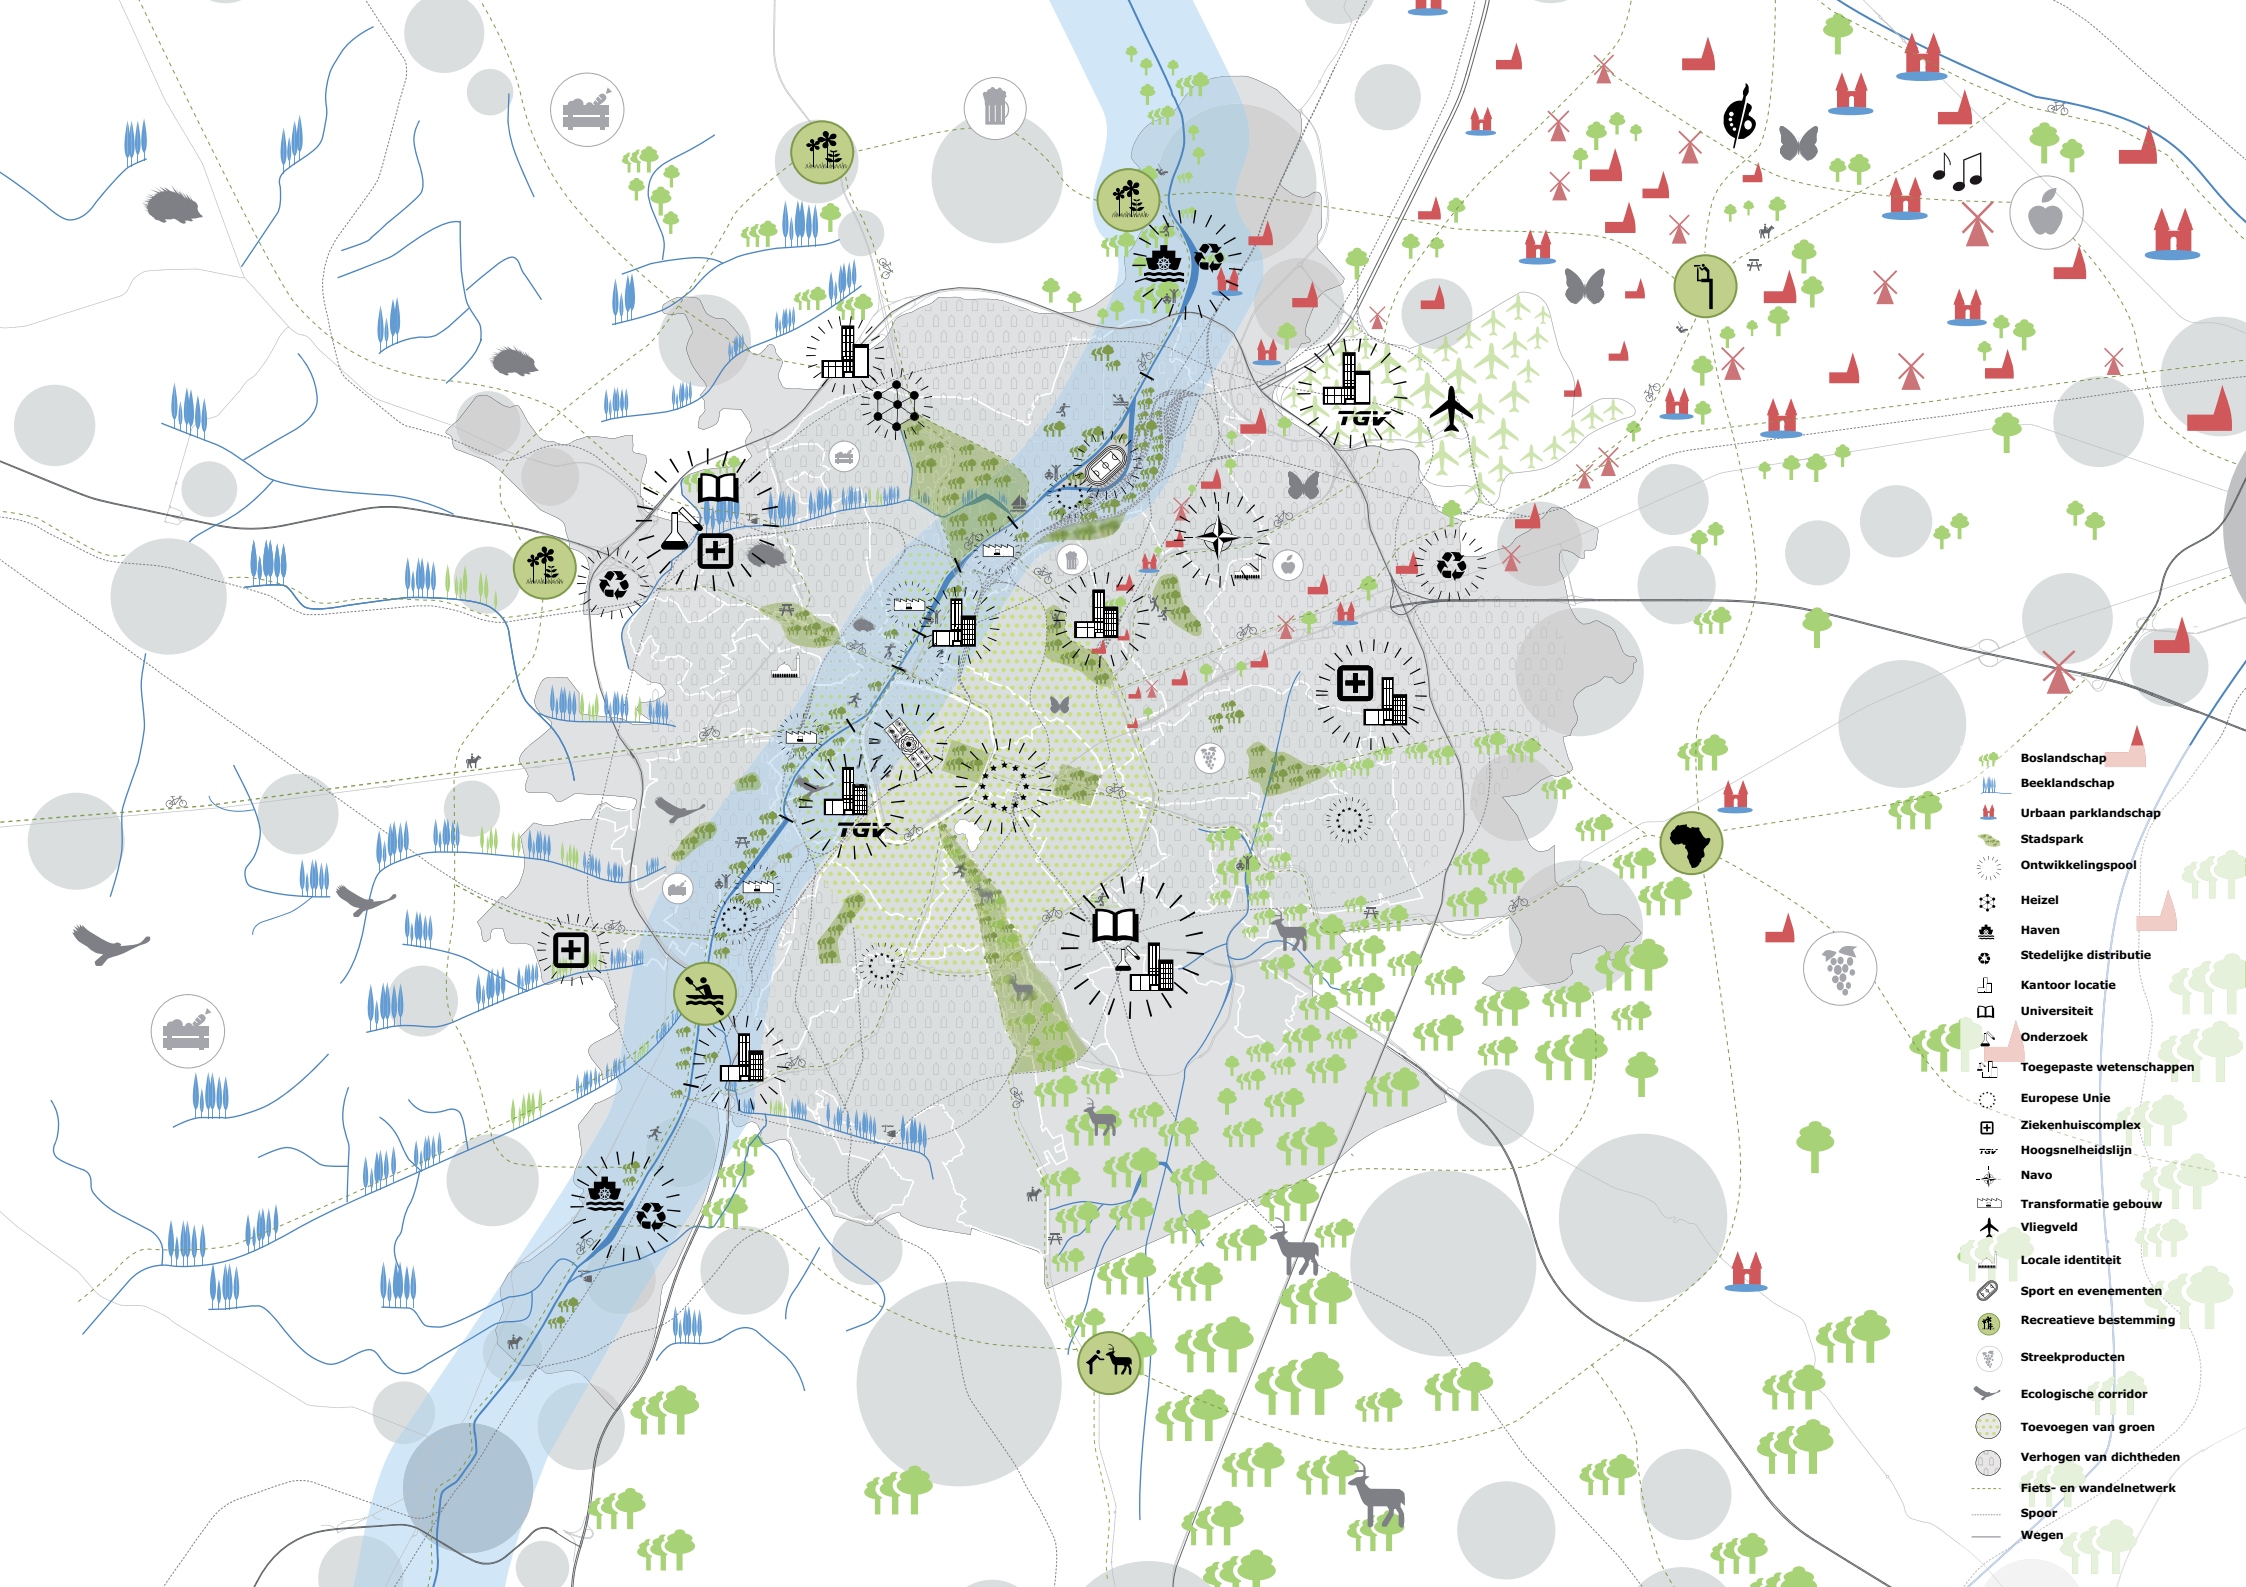 TGV
TGV
Boslandschap
Beeklandschap
Urbaan parklandschap
Stadspark
Ontwikkelingspool
Heizel
Haven
Stedelijke distributie
Kantoor locatie
Universiteit
Onderzoek
Toegepaste wetenschappen
Europese Unie
Ziekenhuiscomplex
TGV Hoogsnelheidslijn
Navo
Transformatie gebouw
Vliegveld
Locale identiteit
Sport en evenementen
Recreatieve bestemming
Streekproducten
Ecologische corridor
Toevoegen van groen
Verhogen van dichtheden
Fiets- en wandelnetwerk
Spoor
Wegen